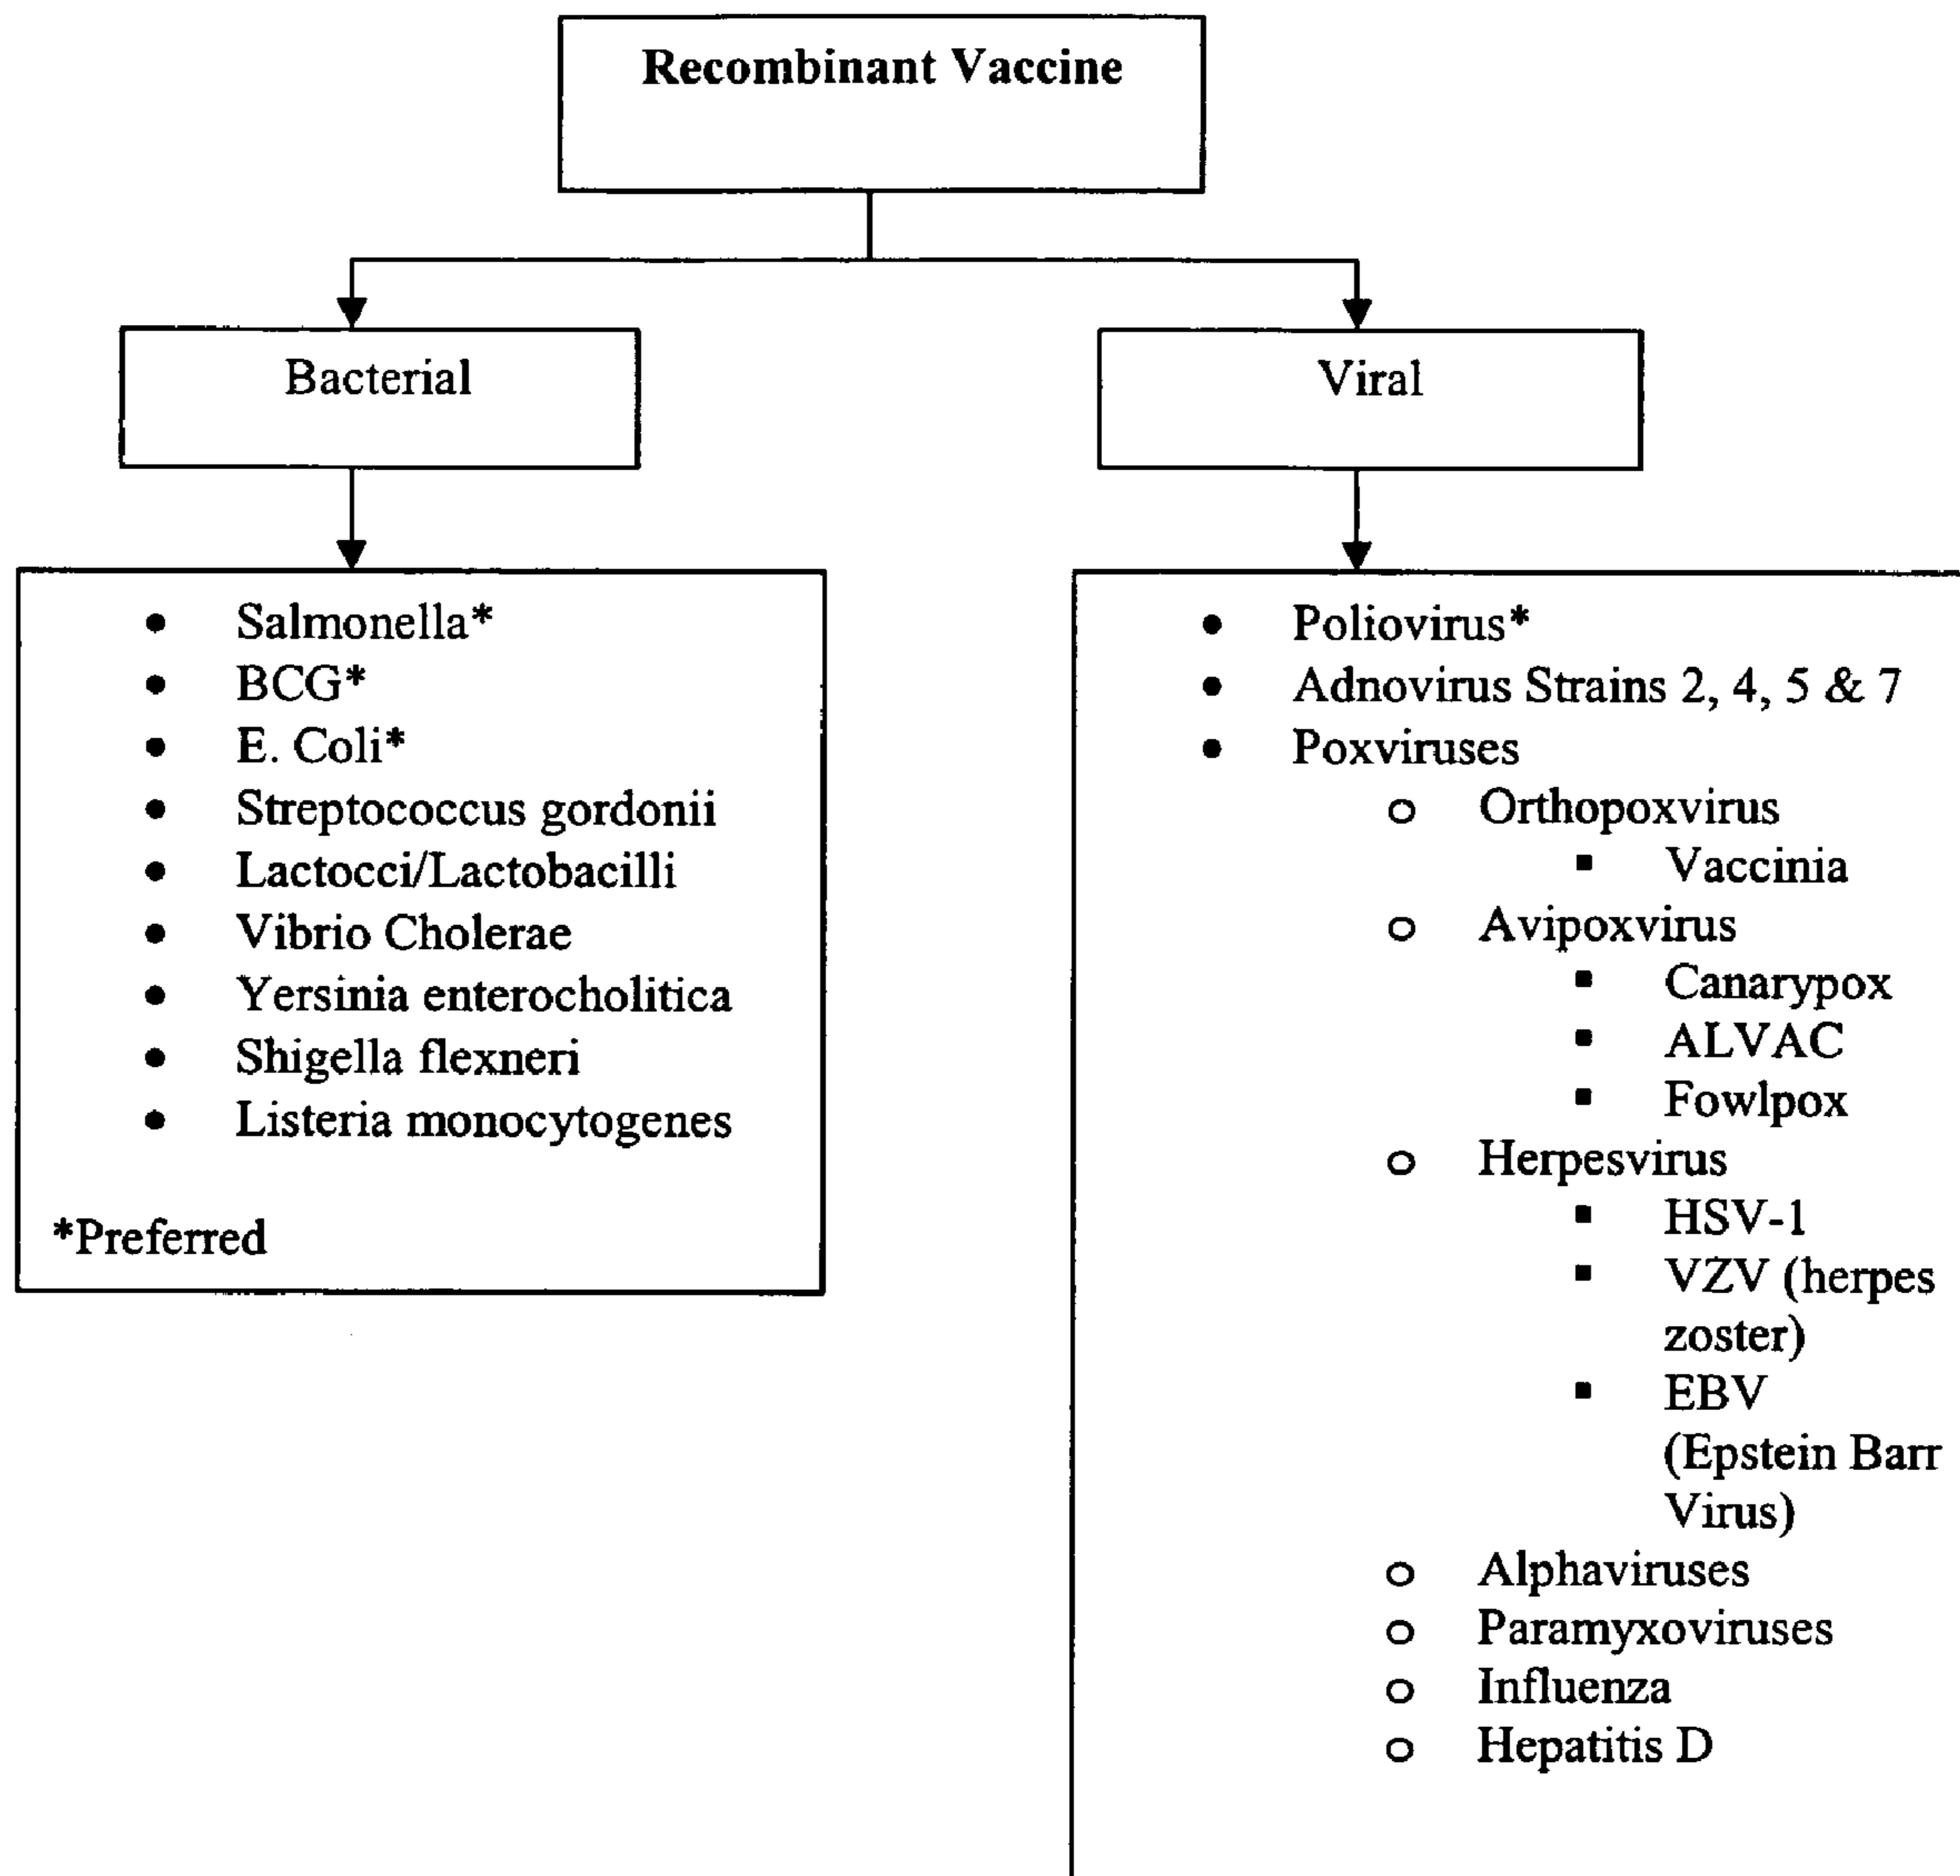 Recombinant Vaccine
Bacterial
Viral
• Salmonella*
• BCG*
• E. Coli*
• Streptococcus gordonii
• Lactocci/Lactobacilli
• Vibrio Cholerae
• Yersinia enterocholitica
• Shigella flexneri
• Listeria monocytogenes
*Preferred
• Poliovirus*
• Adnovirus Strains 2, 4, 5 & 7
• Poxviruses
o Orthopoxvirus
▪ Vaccinia
o Avipoxvirus
▪ Canarypox
▪ ALVAC
▪ Fowlpox
o Herpesvirus
▪ HSV-1
▪ VZV (herpes
zoster)
▪ EBV
(Epstein Barr
Virus)
o Alphaviruses
o Paramyxoviruses
o Influenza
o Hepatitis D